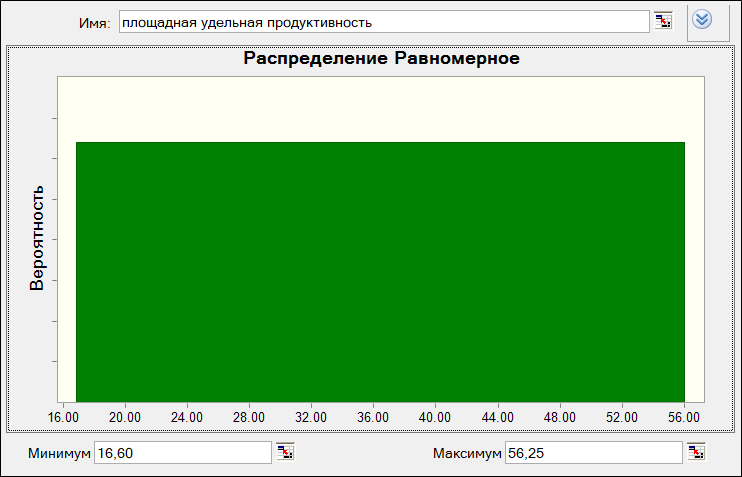 Имя: площадная удельная продуктивность
Распределение Равномерное
Вероятность
16.00 20.00 24.00 28.00 32.00 36.00 40.00 44.00 48.00 52.00 56.00
Минимум 16,60 Максимум 56,25